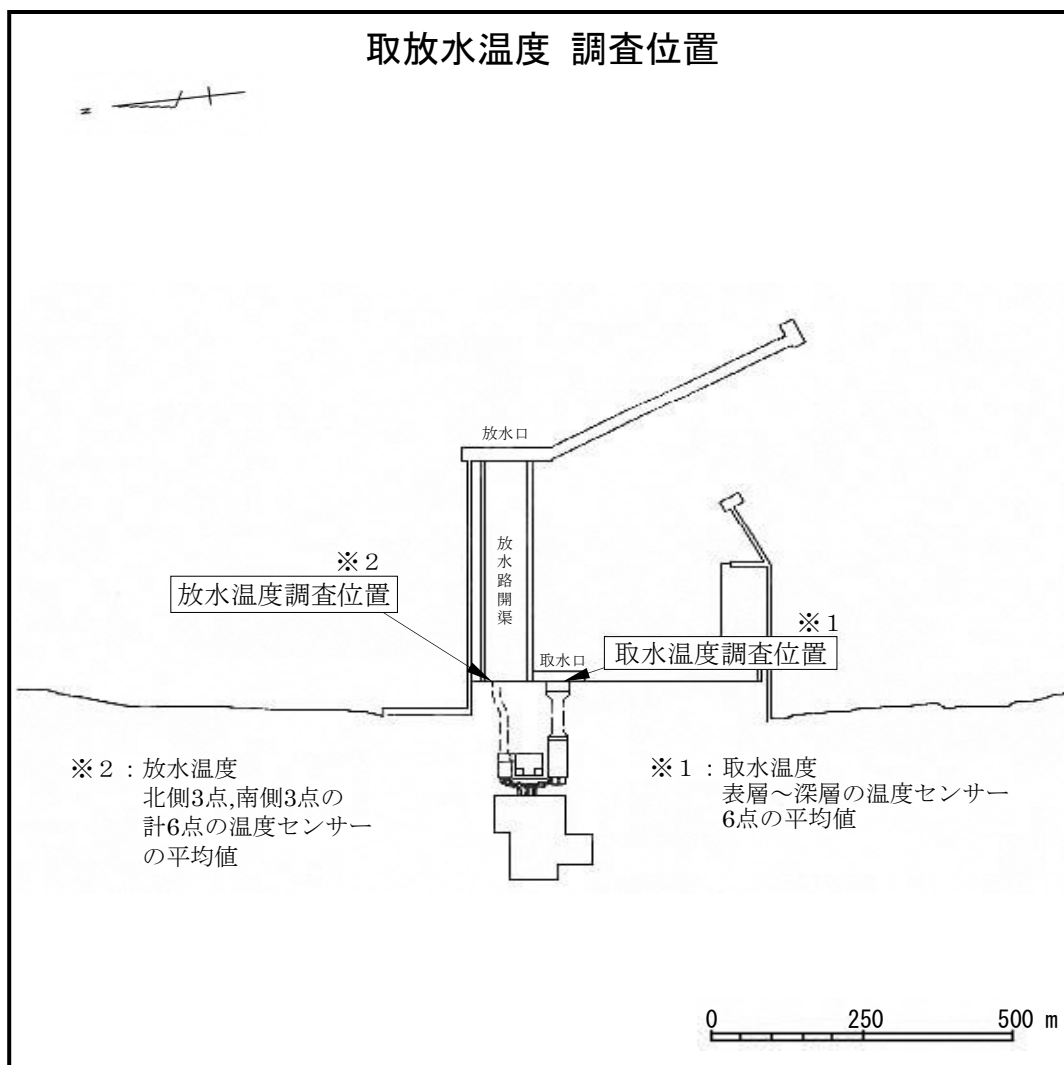 取放水温度 調査位置
N
放水口
放水路開渠
※2
放水温度調査位置
※1
取水口
取水温度調査位置
※2：放水温度
北側3点,南側3点の
計6点の温度センサー
の平均値
※1：取水温度
表層～深層の温度センサー
6点の平均値
0 250 500 m